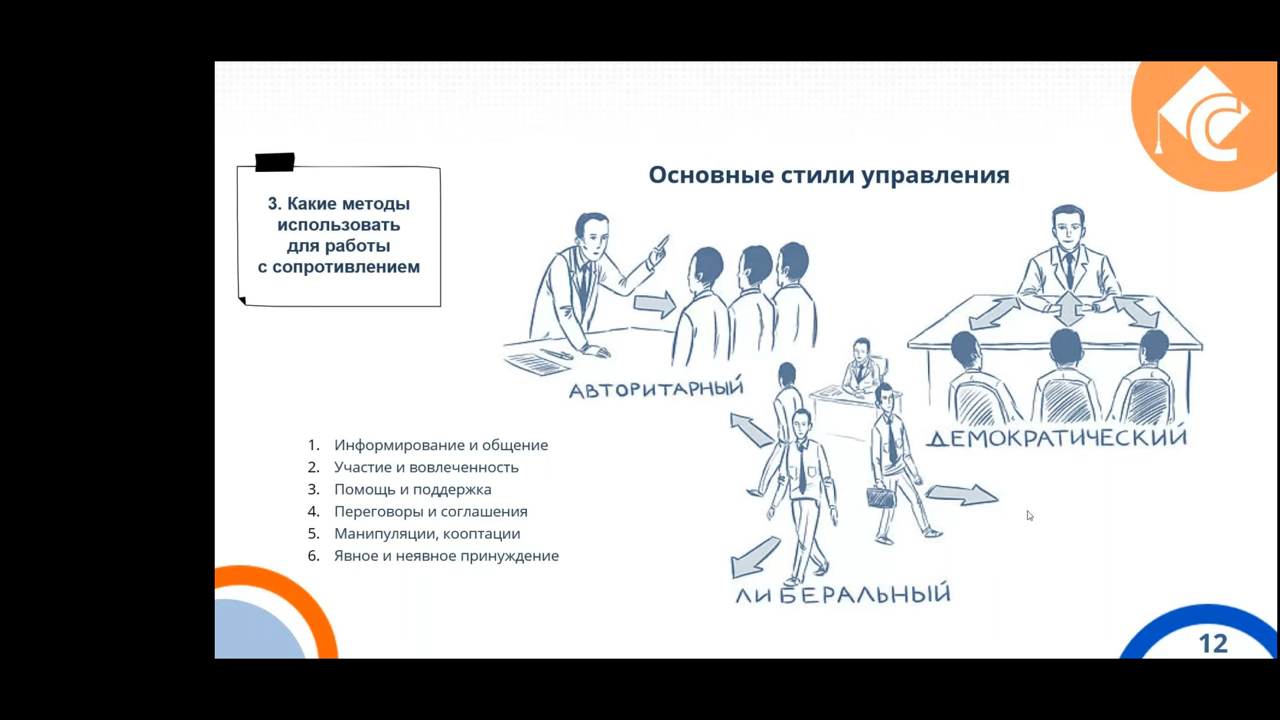 Основные стили управления
3. Какие методы
использовать
для работы
с сопротивлением
АВТОРИТАРНЫЙ
ДЕМОКРАТИЧЕСКИЙ
ЛИБЕРАЛЬНЫЙ
1. Информирование и общение
2. Участие и вовлеченность
3. Помощь и поддержка
4. Переговоры и соглашения
5. Манипуляции, кооптации
6. Явное и неявное принуждение
12